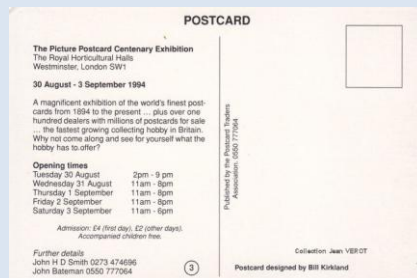 POSTCARD
The Picture Postcard Centenary Exhibition
The Royal Horticultural Halls
Westminster, London SW1
30 August - 3 September 1994
A magnificent exhibition of the world's finest post-
cards from 1894 to the present ... plus over one
hundred dealers with millions of postcards for sale
... the fastest growing collecting hobby in Britain.
Why not come along and see for yourself what the
hobby has to offer?
Opening times
Tuesday 30 August 2pm - 9 pm
Wednesday 31 August 11am - 8pm
Thursday 1 September 11am - 8pm
Friday 2 September 11am - 8pm
Saturday 3 September 11am - 6pm
Admission: £4 (first day), £2 (other days).
Accompanied children free.
Further details
John H D Smith 0273 474696
John Bateman 0550 777064
3
Published by the Postcard Traders
Association. 0550 777064
Collection Jean VEROT
Postcard designed by Bill Kirkland